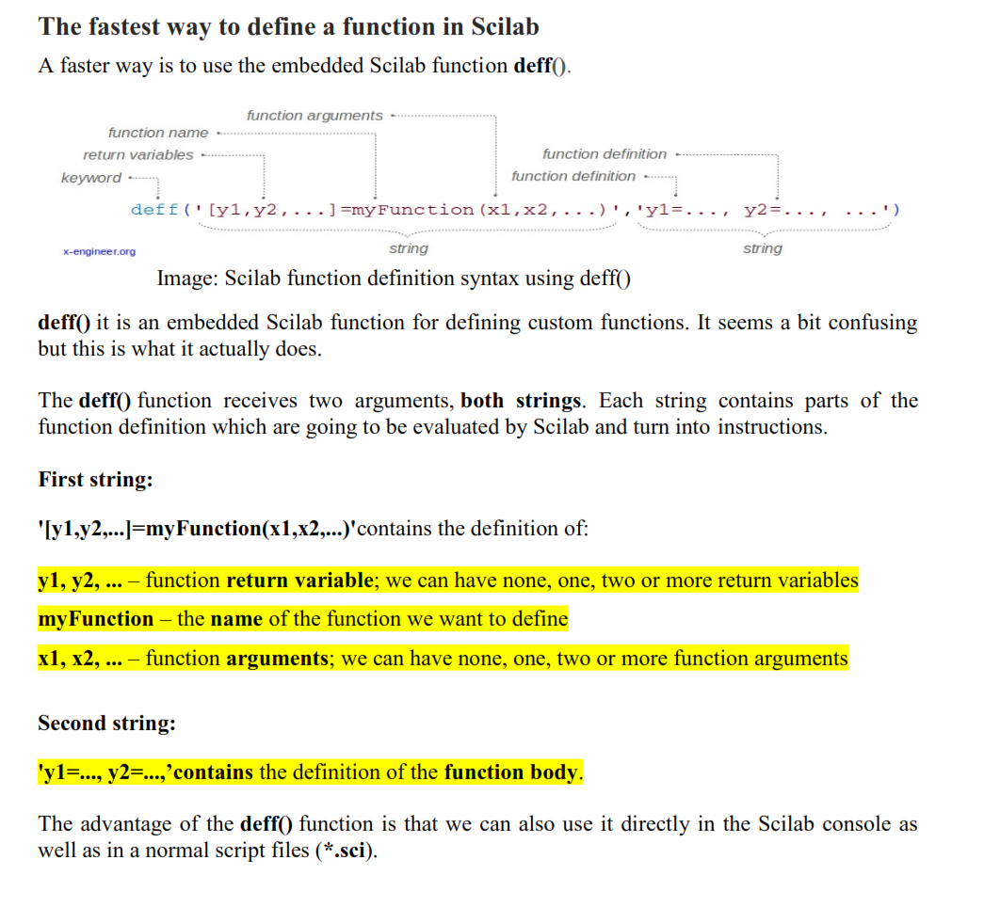 The fastest way to define a function in Scilab
A faster way is to use the embedded Scilab function deff().
function arguments
function name
return variables
function definition
keyword
function definition
deff('[y1,y2,...]=myFunction(x1,x2,...)','y1=..., y2=..., ...')
string
string
x-engineer.org
Image: Scilab function definition syntax using deff()
deff() it is an embedded Scilab function for defining custom functions. It seems a bit confusing
but this is what it actually does.
The deff() function receives two arguments, both strings. Each string contains parts of the
function definition which are going to be evaluated by Scilab and turn into instructions.
First string:
'[y1,y2,...]=myFunction(x1,x2,...)'contains the definition of:
y1, y2, ... – function return variable; we can have none, one, two or more return variables
myFunction – the name of the function we want to define
x1, x2, ... – function arguments; we can have none, one, two or more function arguments
Second string:
'y1=..., y2=...,’contains the definition of the function body.
The advantage of the deff() function is that we can also use it directly in the Scilab console as
well as in a normal script files (*.sci).